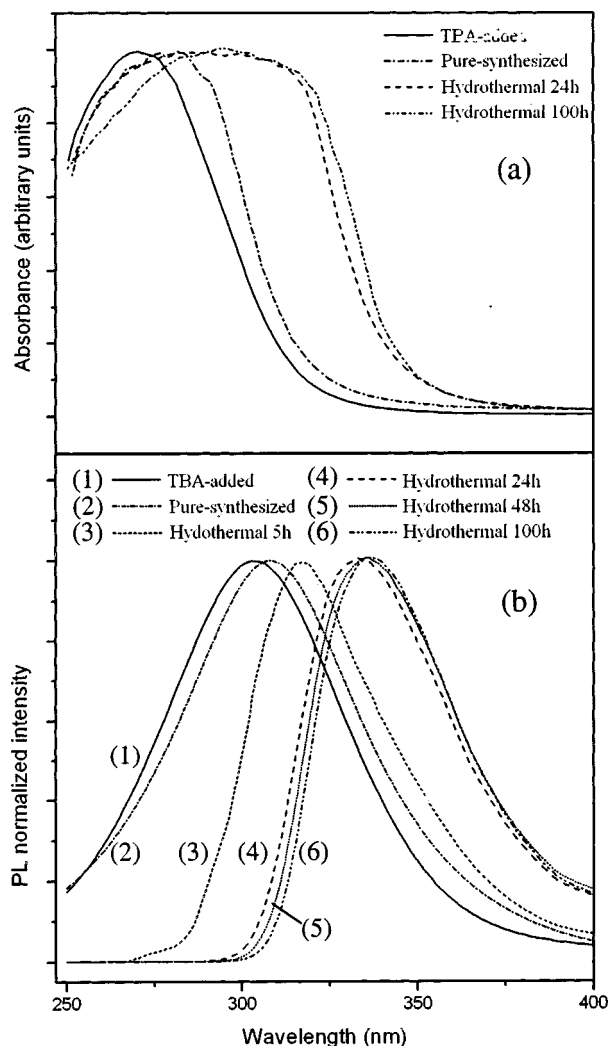 TBA-added
Pure-synthesized
Hydrothermal 24h
Hydrothermal 100h
(a)
Absorbance (arbitrary units)
(1) TBA-added
(2) Pure-synthesized
(3) Hydothermal 5h
(4) Hydrothermal 24h
(5) Hydrothermal 48h
(6) Hydrothermal 100h
(b)
(1)
(2)
(3)
(4)
(6)
(5)
PL normalized intensity
250
300
350
400
Wavelength (nm)